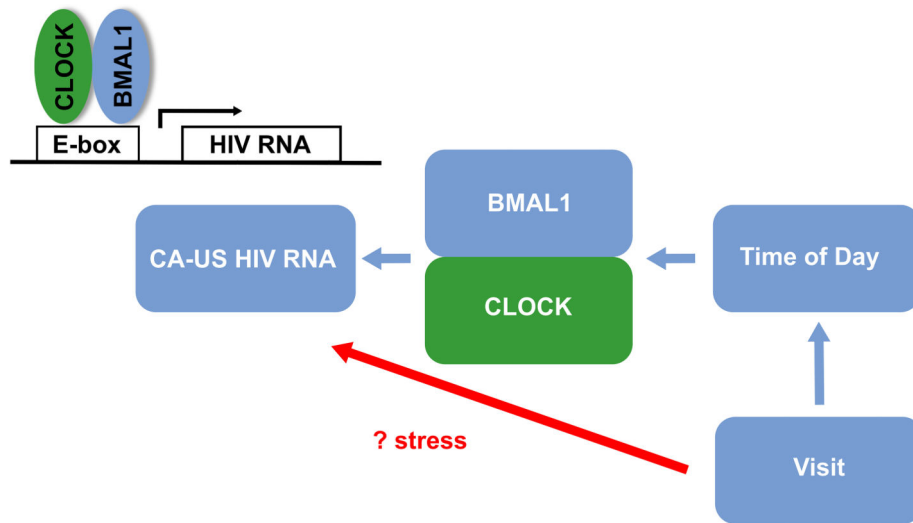 CLOCK
BMAL1
E-box
HIV RNA
BMAL1
CA-US HIV RNA
Time of Day
CLOCK
? stress
Visit